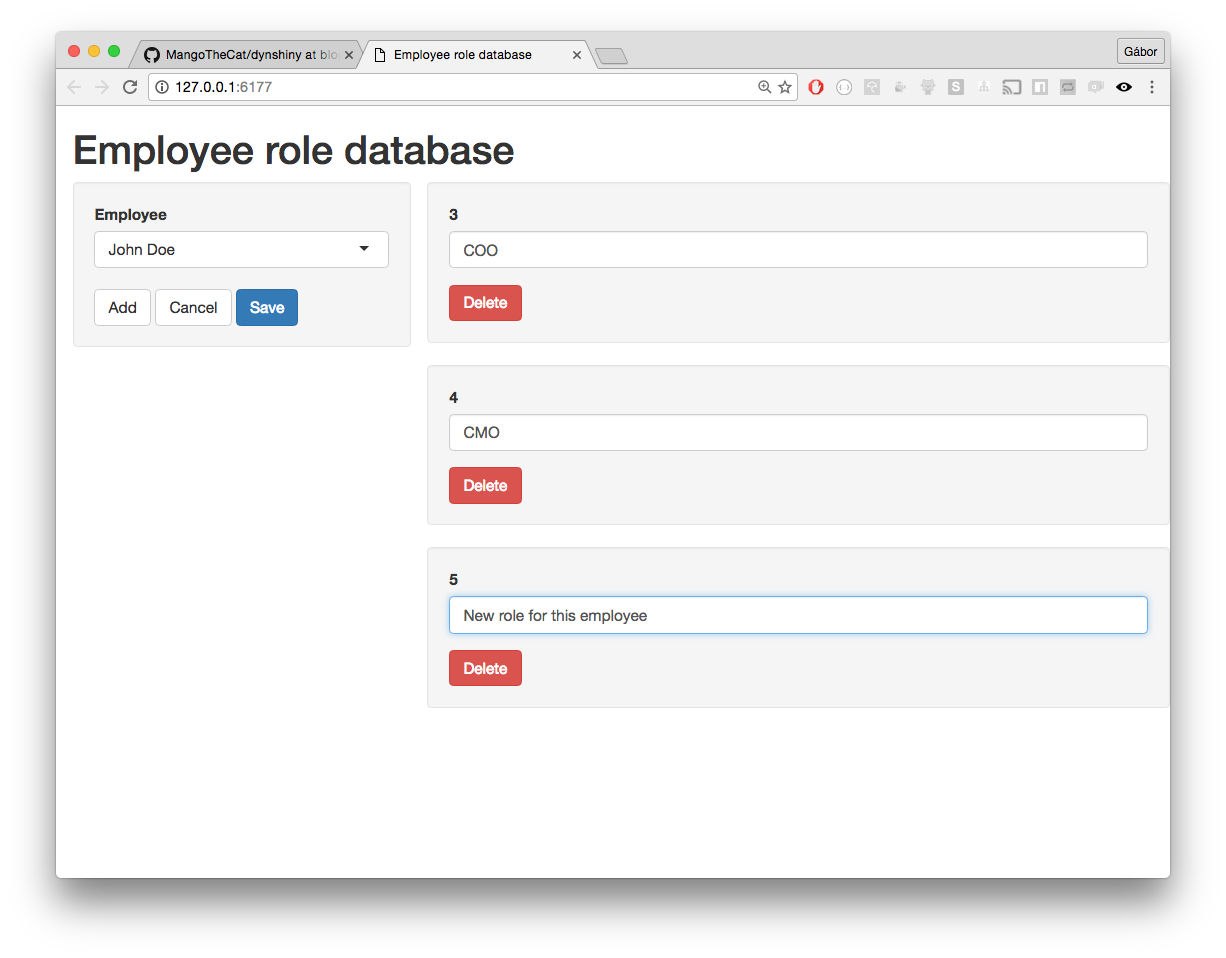 MangoTheCat/dynshiny at blo
Employee role database
Gábor
127.0.0.1:6177
Employee role database
Employee
John Doe
Add Cancel Save
3
COO
Delete
4
CMO
Delete
5
New role for this employee
Delete